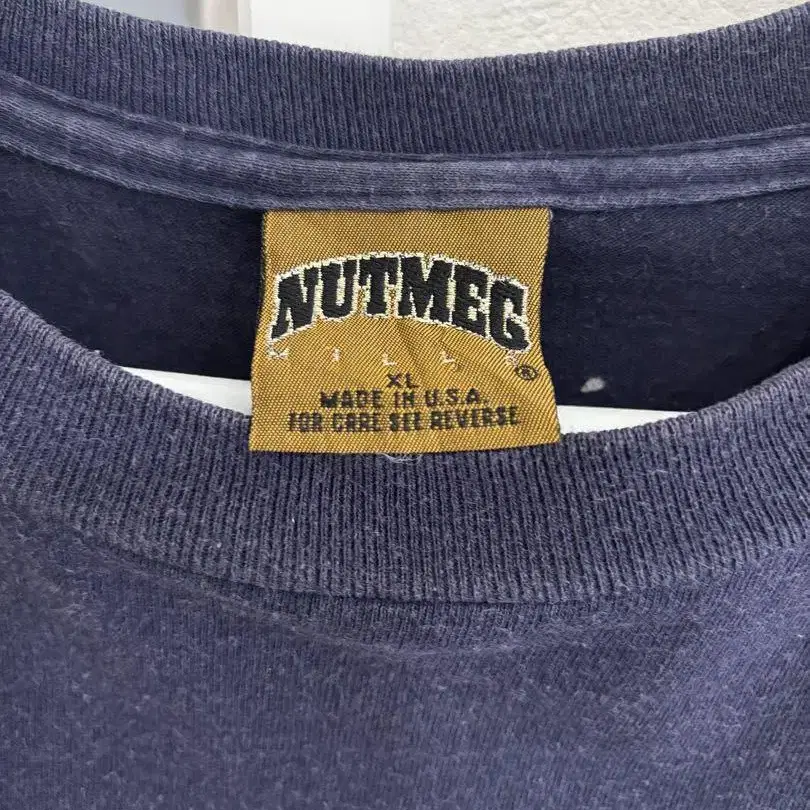 NUTMEG
MILLS
®
XL
MADE IN U.S.A.
FOR CARE SEE REVERSE